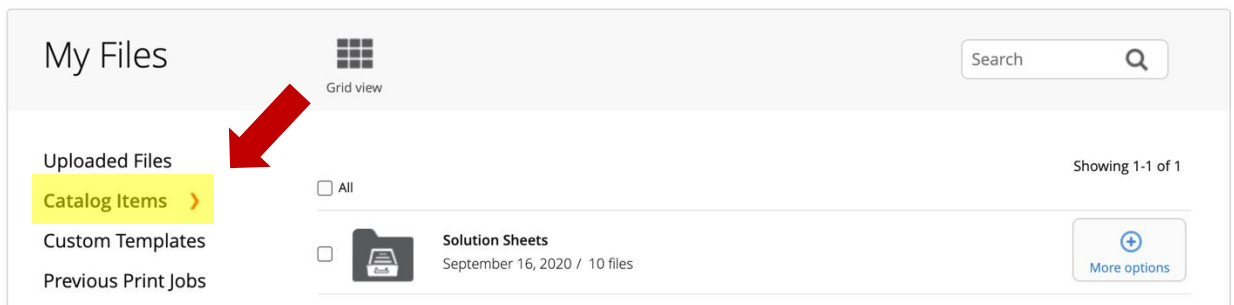 My Files
Grid view
Search
Uploaded Files
Catalog Items
Custom Templates
Previous Print Jobs
Showing 1-1 of 1
All
Solution Sheets
September 16, 2020 / 10 files
More options